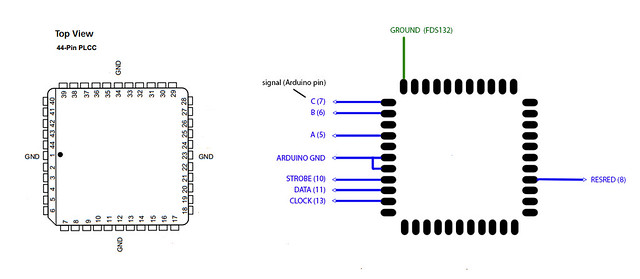 Top View
44-Pin PLCC
GND
39 38 37 36 35 34 33 32 31 30 29
40 41 42 43 44 1 2 3 4 5 6
GND
28 27 26 25 24 23 22 21 20 19 18
GND
7 8 9 10 11 12 13 14 15 16 17
GND
GROUND (FDS132)
signal (Arduino pin)
C (7)
B (6)
A (5)
ARDUINO GND
STROBE (10)
DATA (11)
CLOCK (13)
RESRED (8)